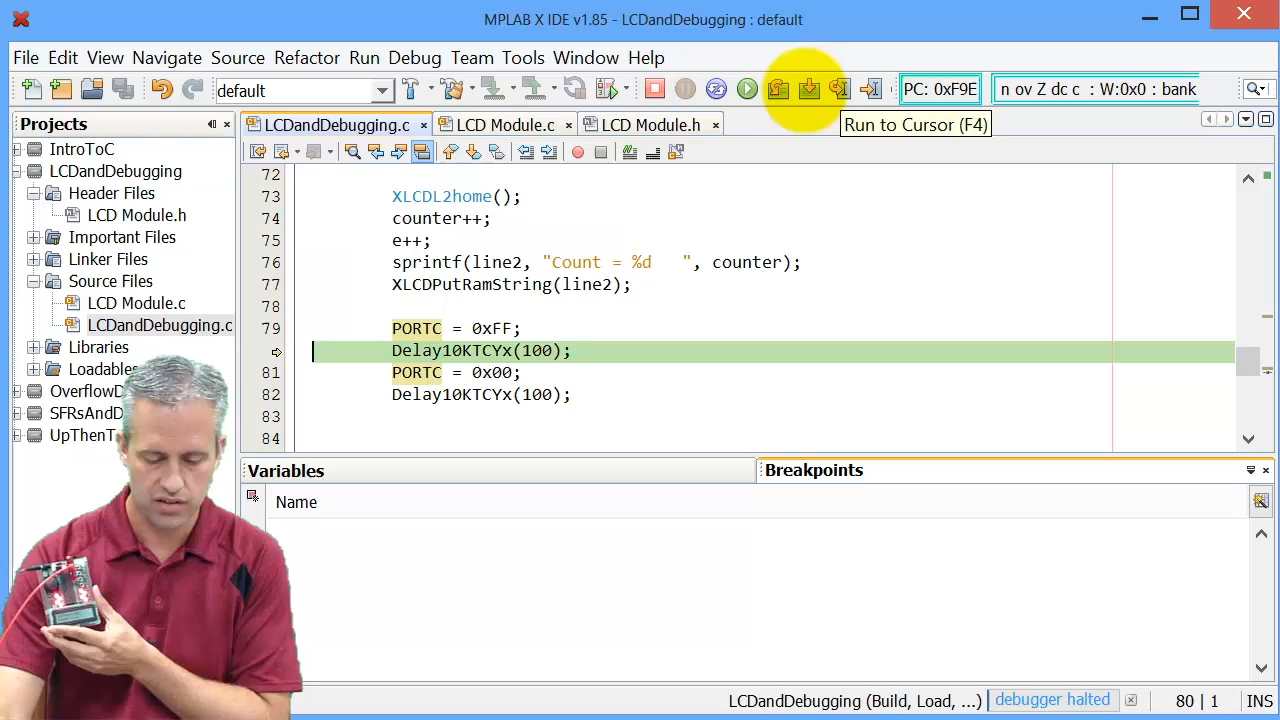 MPLAB X IDE v1.85 - LCDandDebugging : default
File Edit View Navigate Source Refactor Run Debug Team Tools Window Help
default
PC: 0xF9E
n ov Z dc c : W:0x0 : bank
Run to Cursor (F4)
Projects
LCDandDebugging.c
LCD Module.c
LCD Module.h
IntroToC
LCDandDebugging
Header Files
LCD Module.h
Important Files
Linker Files
Source Files
LCD Module.c
LCDandDebugging.c
Libraries
Loadables
OverflowD
SFRsAndD
UpThenT
72
73 XLCDL2home();
74 counter++;
75 e++;
76 sprintf(line2, "Count = %d   ", counter);
77 XLCDPutRamString(line2);
78
79 PORTC = 0xFF;
Delay10KTCYx(100);
81 PORTC = 0x00;
82 Delay10KTCYx(100);
83
84
Variables
Breakpoints
Name
LCDandDebugging (Build, Load, ...)
debugger halted
80 | 1
INS